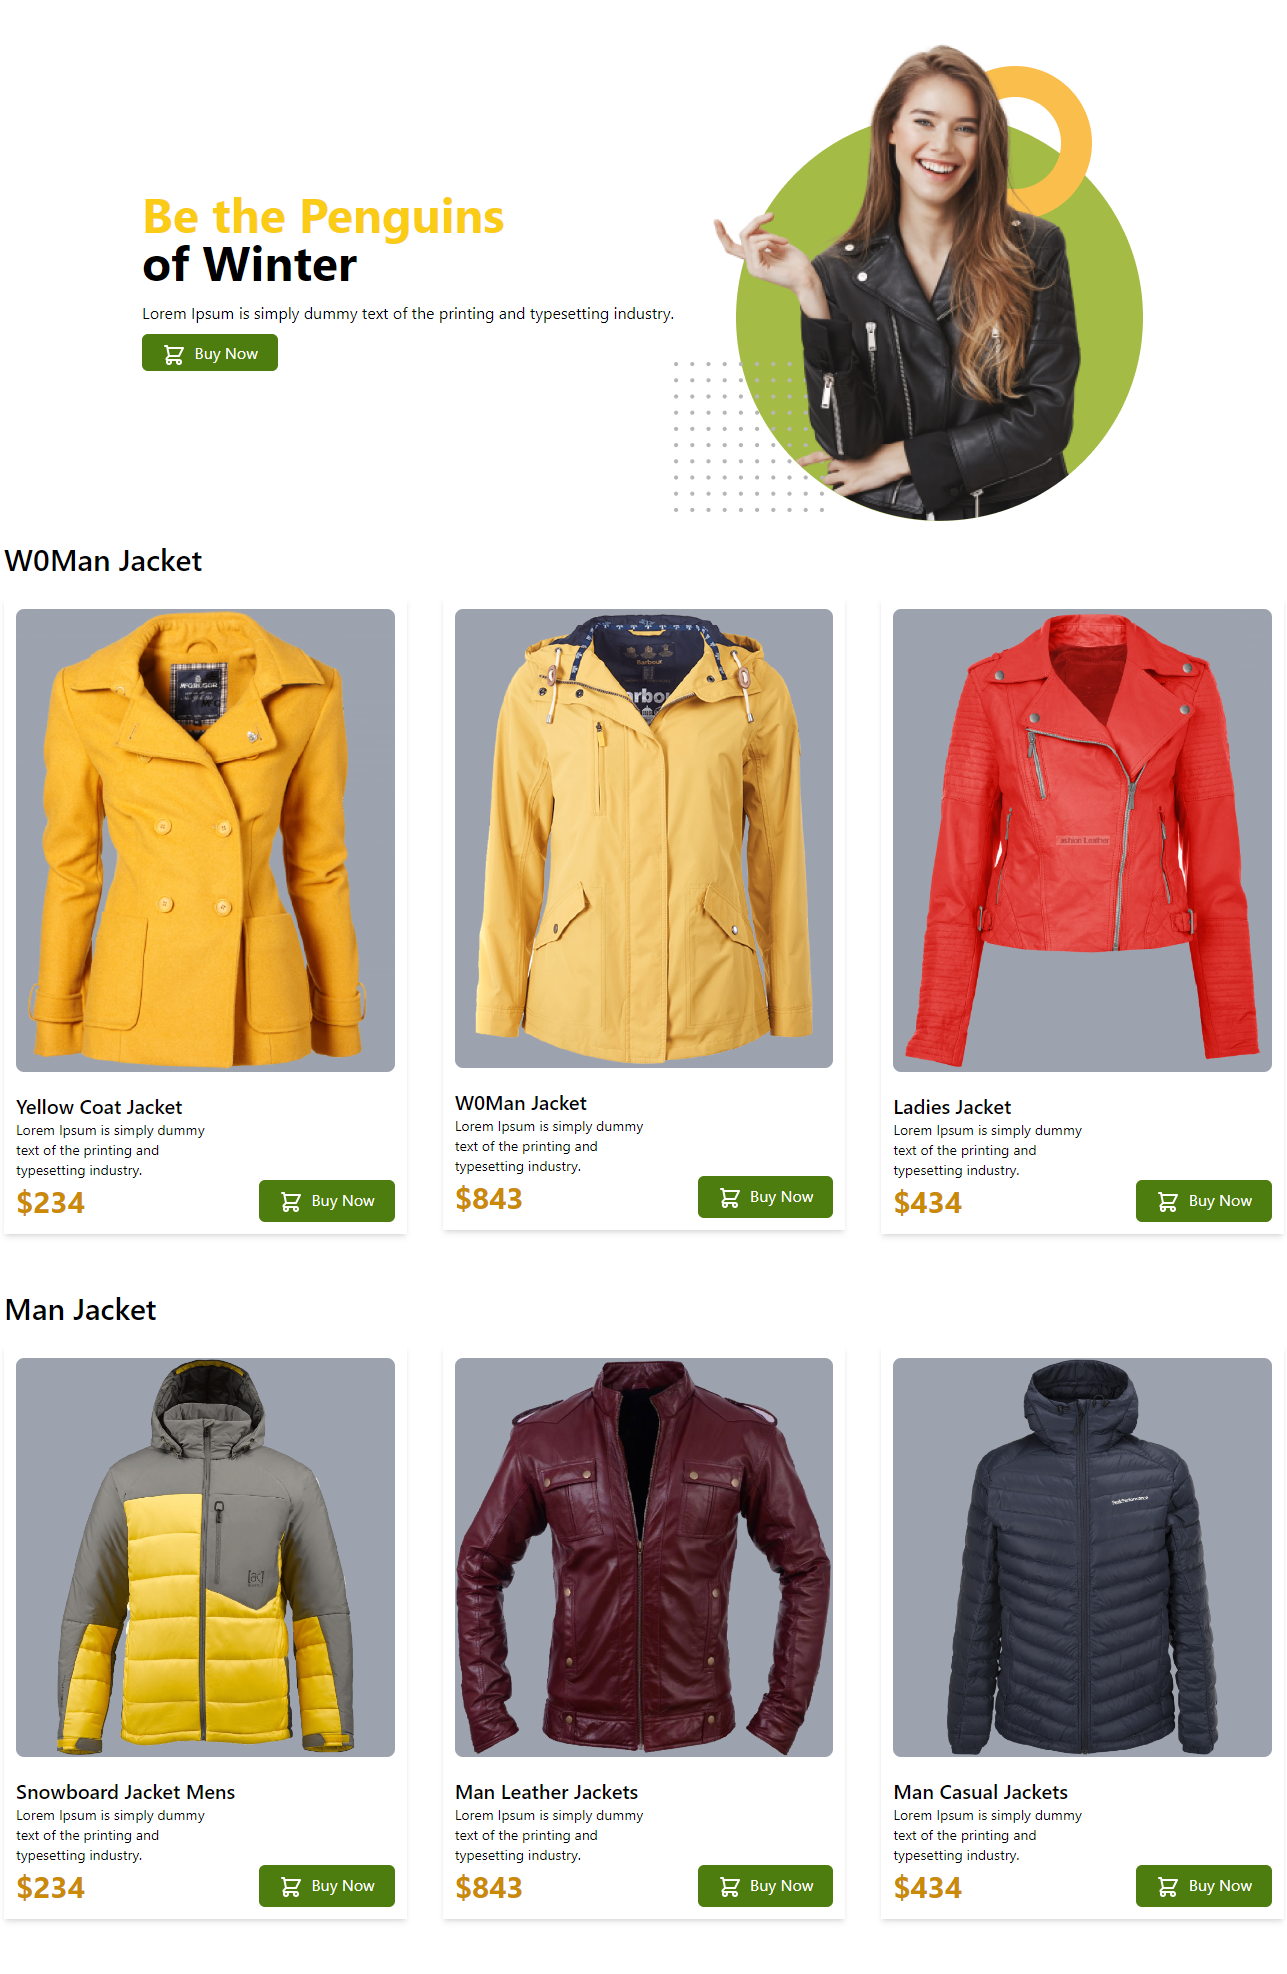 Be the Penguins
of Winter
Lorem Ipsum is simply dummy text of the printing and typesetting industry.
Buy Now
W0Man Jacket
Barbour
Yellow Coat Jacket
Lorem Ipsum is simply dummy
text of the printing and
typesetting industry.
$234
Buy Now
W0Man Jacket
Lorem Ipsum is simply dummy
text of the printing and
typesetting industry.
$843
Buy Now
Ladies Jacket
Lorem Ipsum is simply dummy
text of the printing and
typesetting industry.
$434
Buy Now
Man Jacket
Snowboard Jacket Mens
Lorem Ipsum is simply dummy
text of the printing and
typesetting industry.
$234
Buy Now
Man Leather Jackets
Lorem Ipsum is simply dummy
text of the printing and
typesetting industry.
$843
Buy Now
Man Casual Jackets
Lorem Ipsum is simply dummy
text of the printing and
typesetting industry.
$434
Buy Now